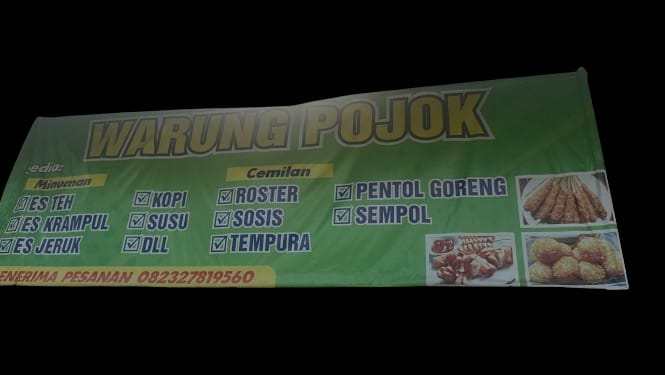 WARUNG POJOK
edia:
Minuman
ES TEH
ES KRAMPUL
ES JERUK
KOPI
SUSU
DLL
Cemilan
ROSTER
SOSIS
TEMPURA
PENTOL GORENG
SEMPOL
ENERIMA PESANAN 082327819560